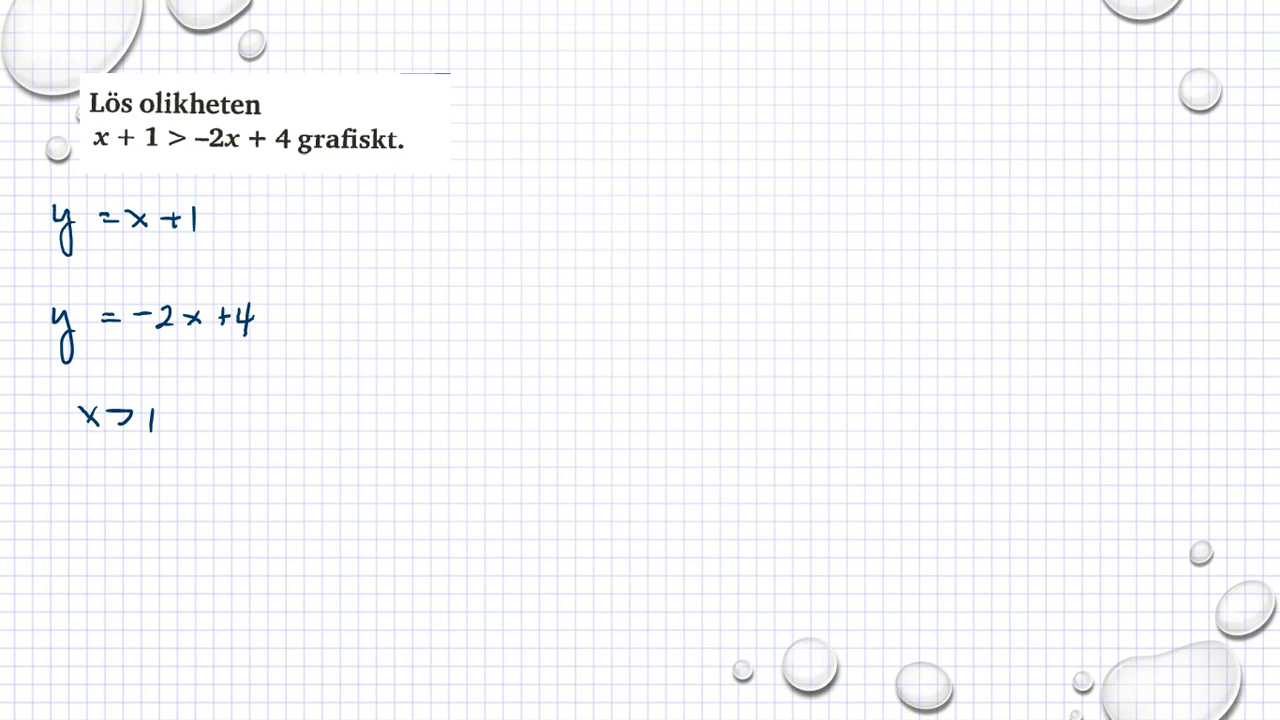 Lös olikheten
x + 1 > –2x + 4 grafiskt.
y = x + 1
y = -2x + 4
x > 1